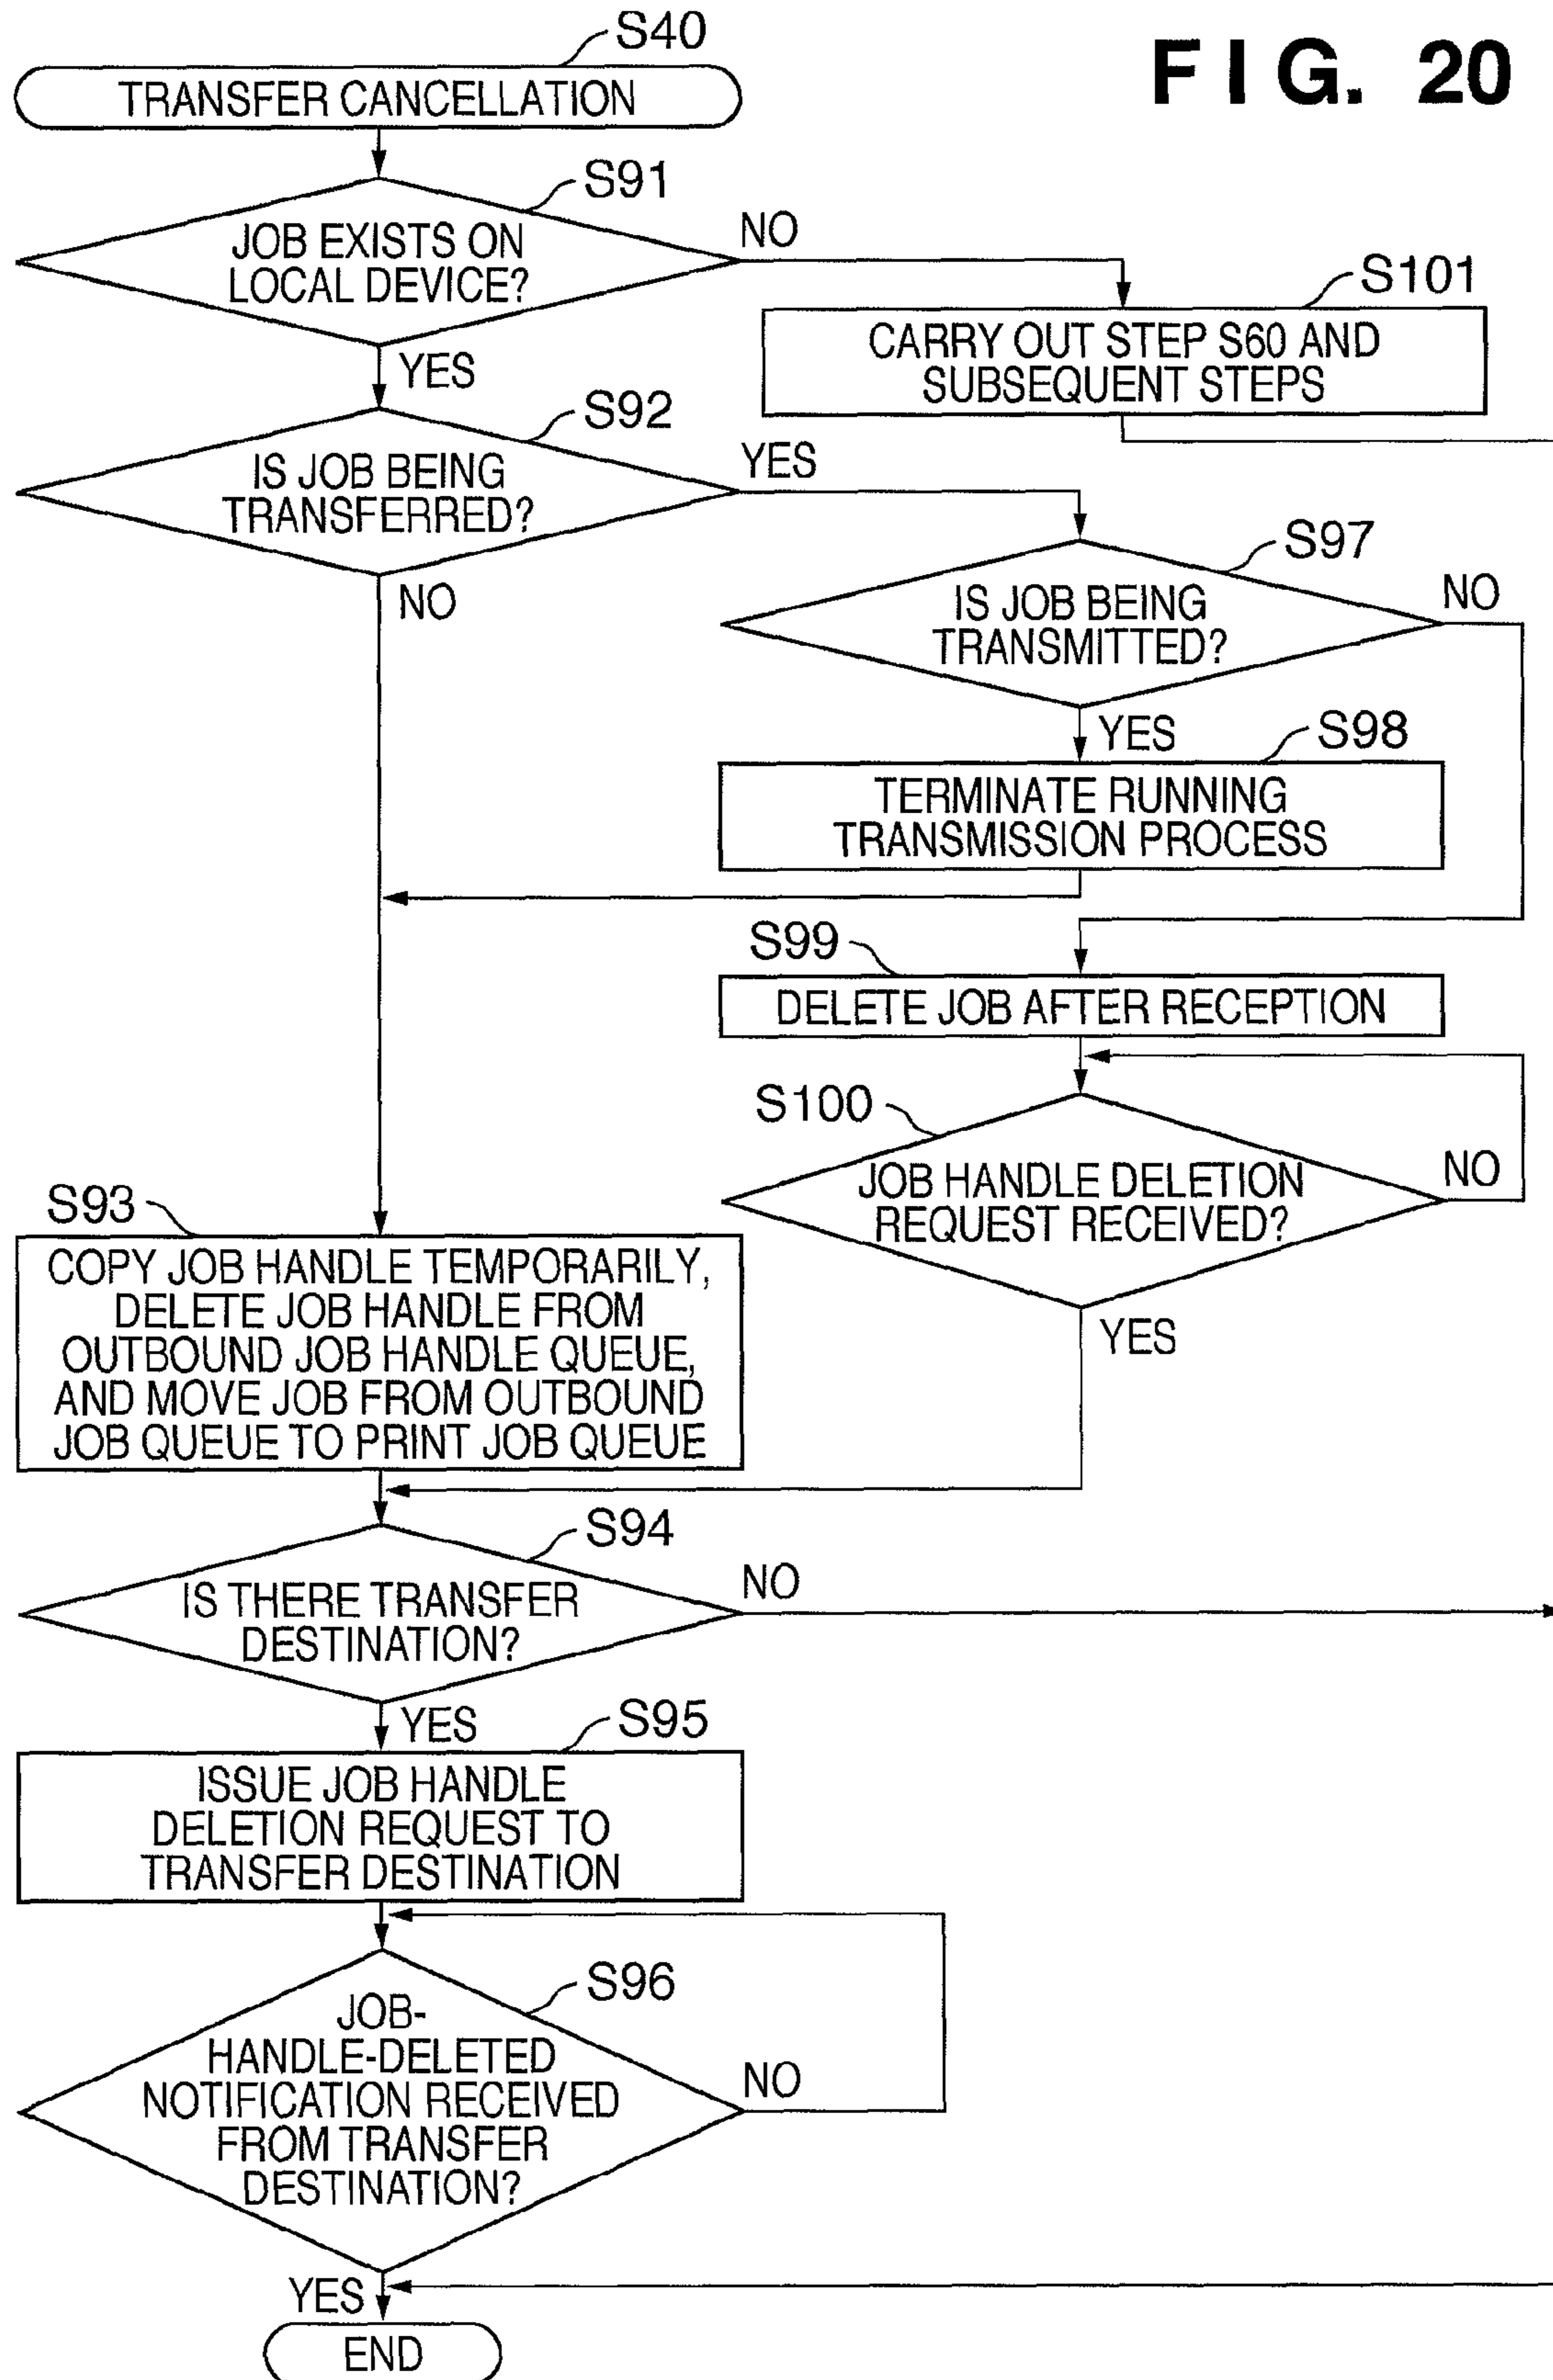 FIG. 20
S40
TRANSFER CANCELLATION
S91
JOB EXISTS ON
LOCAL DEVICE?
NO
YES
S101
CARRY OUT STEP S60 AND
SUBSEQUENT STEPS
S92
IS JOB BEING
TRANSFERRED?
YES
NO
S97
IS JOB BEING
TRANSMITTED?
NO
YES
S98
TERMINATE RUNNING
TRANSMISSION PROCESS
S99
DELETE JOB AFTER RECEPTION
S100
JOB HANDLE DELETION
REQUEST RECEIVED?
NO
YES
S93
COPY JOB HANDLE TEMPORARILY,
DELETE JOB HANDLE FROM
OUTBOUND JOB HANDLE QUEUE,
AND MOVE JOB FROM OUTBOUND
JOB QUEUE TO PRINT JOB QUEUE
S94
IS THERE TRANSFER
DESTINATION?
NO
YES
S95
ISSUE JOB HANDLE
DELETION REQUEST TO
TRANSFER DESTINATION
S96
JOB-
HANDLE-DELETED
NOTIFICATION RECEIVED
FROM TRANSFER
DESTINATION?
NO
YES
END